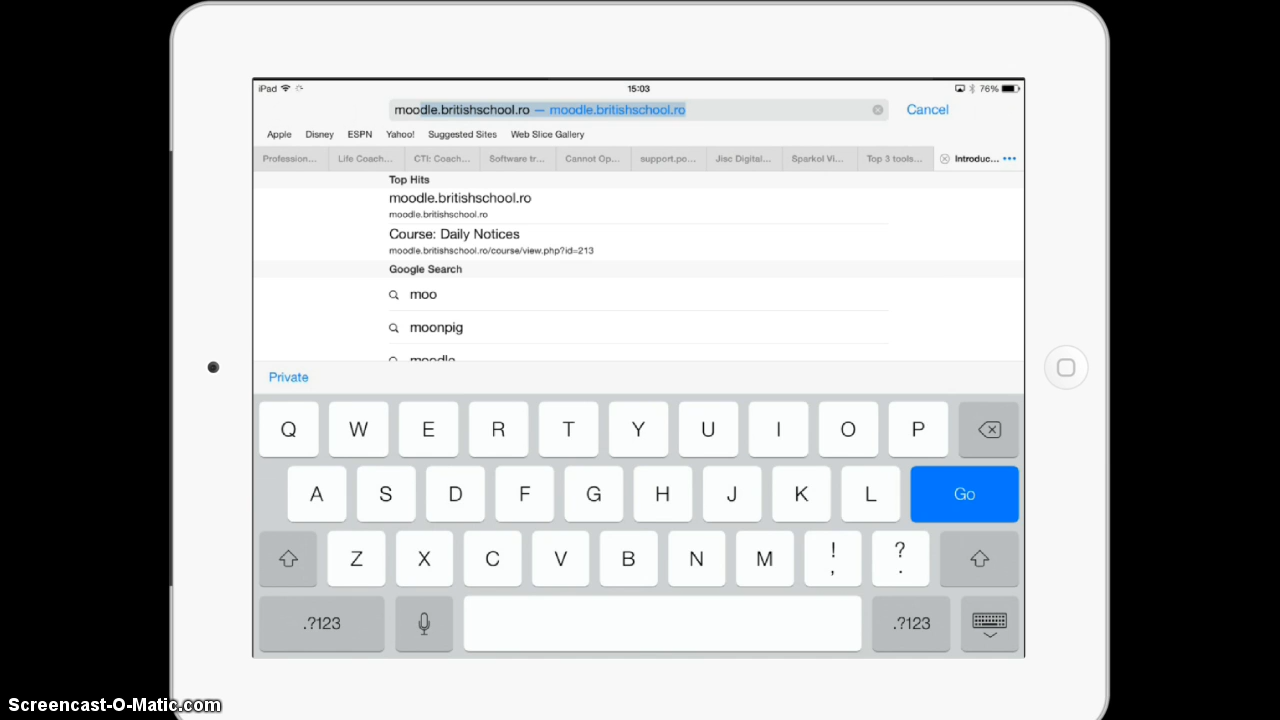 iPad 15:03 76%
moodle.britishschool.ro — moodle.britishschool.ro Cancel
Apple Disney ESPN Yahoo! Suggested Sites Web Slice Gallery
Profession... Life Coach... CTI: Coach... Software tr... Cannot Op... support.po... Jisc Digital... Sparkol Vi... Top 3 tools... Introduc... •••
Top Hits
moodle.britishschool.ro
moodle.britishschool.ro
Course: Daily Notices
moodle.britishschool.ro/course/view.php?id=213
Google Search
moo
moonpig
moodle
Private
Q W E R T Y U I O P
A S D F G H J K L Go
Z X C V B N M ! , ? .
.?123 .?123
Screencast-O-Matic.com